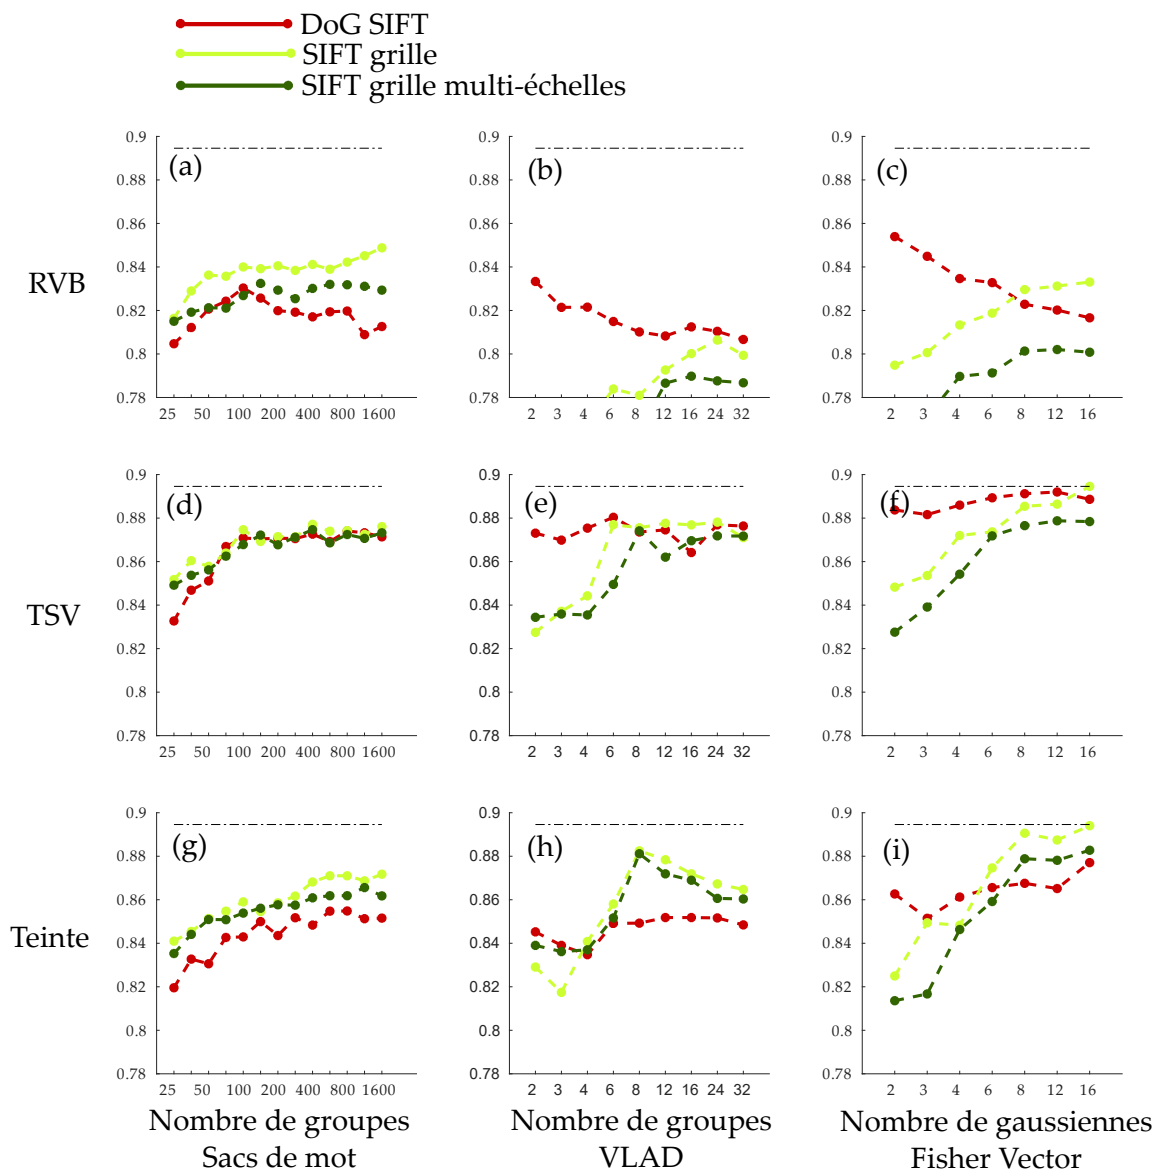 DoG SIFT
SIFT grille
SIFT grille multi-échelles
RVB
(a)
0.9
0.88
0.86
0.84
0.82
0.8
0.78
25 50 100 200 400 800 1600
(b)
0.9
0.88
0.86
0.84
0.82
0.8
0.78
2 3 4 6 8 12 16 24 32
(c)
0.9
0.88
0.86
0.84
0.82
0.8
0.78
2 3 4 6 8 12 16
TSV
(d)
0.9
0.88
0.86
0.84
0.82
0.8
0.78
25 50 100 200 400 800 1600
(e)
0.9
0.88
0.86
0.84
0.82
0.8
0.78
2 3 4 6 8 12 16 24 32
(f)
0.9
0.88
0.86
0.84
0.82
0.8
0.78
2 3 4 6 8 12 16
Teinte
(g)
0.9
0.88
0.86
0.84
0.82
0.8
0.78
25 50 100 200 400 800 1600
(h)
0.9
0.88
0.86
0.84
0.82
0.8
0.78
2 3 4 6 8 12 16 24 32
(i)
0.9
0.88
0.86
0.84
0.82
0.8
0.78
2 3 4 6 8 12 16
Nombre de groupes
Sacs de mot
Nombre de groupes
VLAD
Nombre de gaussiennes
Fisher Vector